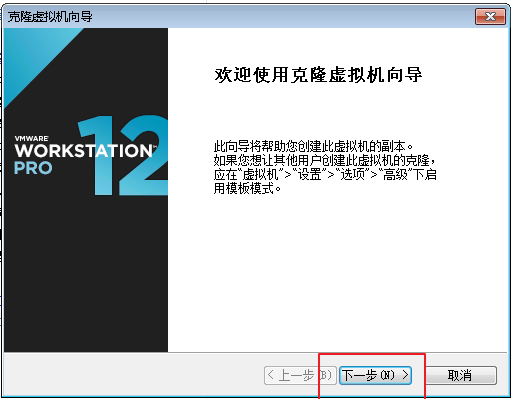 克隆虚拟机向导
VMWARE
WORKSTATION™
PRO 12
欢迎使用克隆虚拟机向导
此向导将帮助您创建此虚拟机的副本。
如果您想让其他用户创建此虚拟机的克隆，
应在“虚拟机”>“设置”>“选项”>“高级”下启
用模板模式。
< 上一步(B)
下一步(N) >
取消